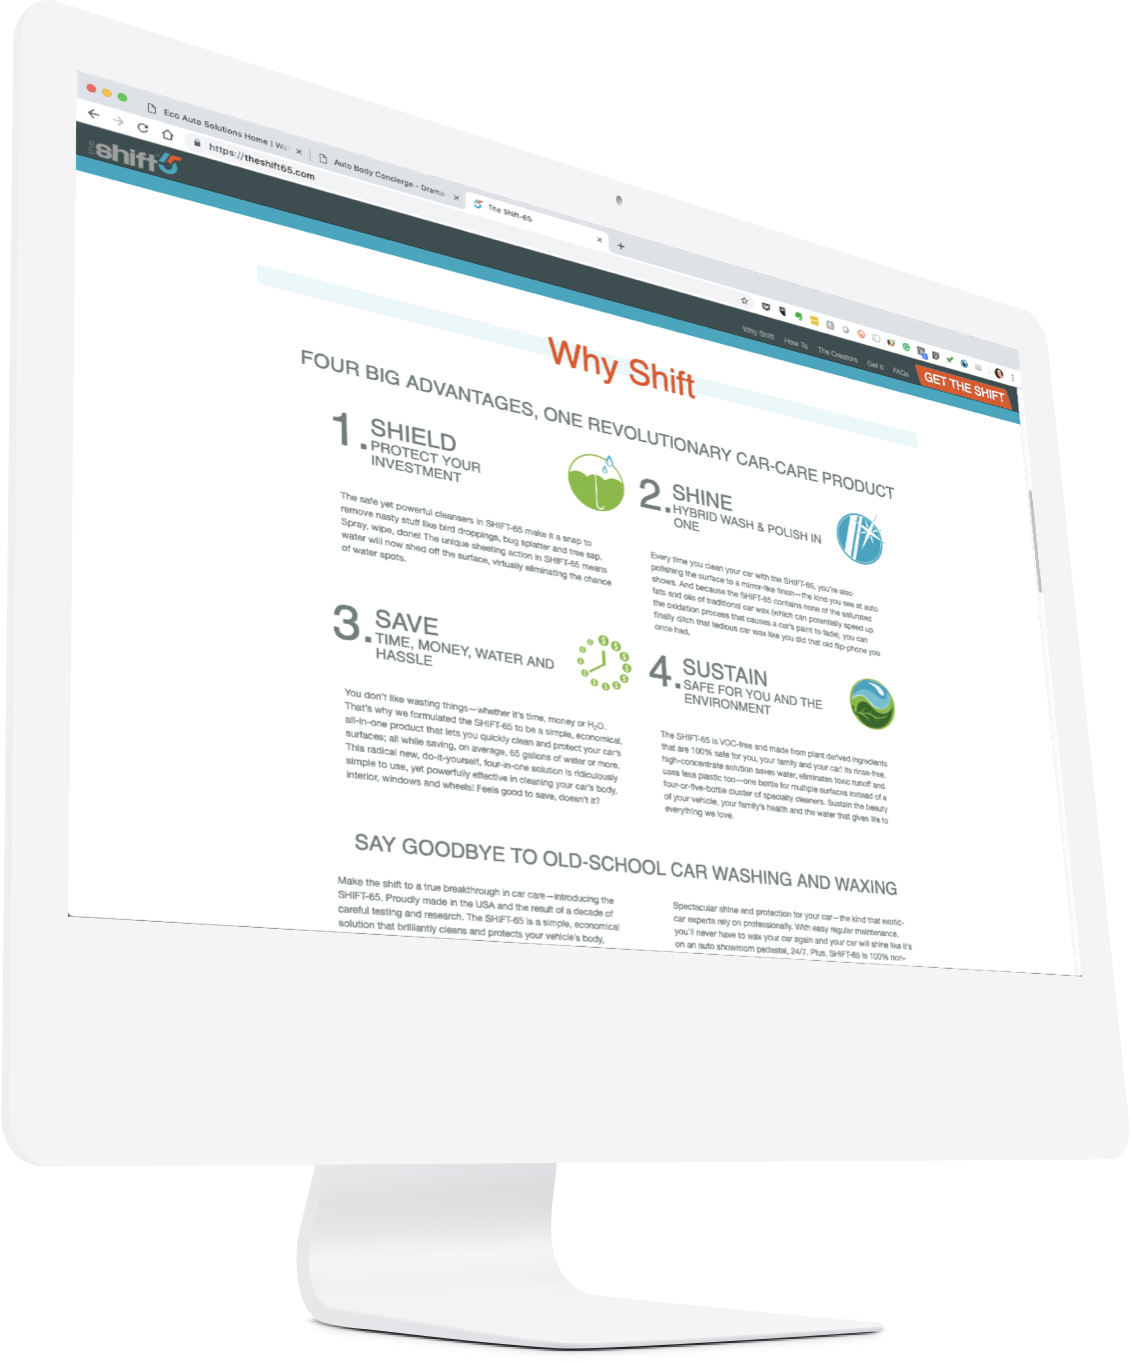 Eco Auto Solutions Home | Wa
Auto Body Concierge - Drama
The Shift-65
https://theshift65.com
the shift65
Why Shift
How To
The Creators
Get It
FAQs
GET THE SHIFT
Why Shift
FOUR BIG ADVANTAGES, ONE REVOLUTIONARY CAR-CARE PRODUCT
1. SHIELD
PROTECT YOUR
INVESTMENT
The safe yet powerful cleansers in SHIFT-65 make it a snap to
remove nasty stuff like bird droppings, bug splatter and tree sap.
Spray, wipe, done! The unique sheeting action in SHIFT-65 means
water will now shed off the surface, virtually eliminating the chance
of water spots.
2. SHINE
HYBRID WASH & POLISH IN
ONE
Every time you clean your car with the SHIFT-65, you're also
polishing the surface to a mirror-like finish—the kind you see at auto
shows. And because the SHIFT-65 contains none of the saturated
fats and oils of traditional car wax (which can potentially speed up
the oxidation process that causes a car's paint to fade), you can
finally ditch that tedious car wax like you did that old flip-phone you
once had.
3. SAVE
TIME, MONEY, WATER AND
HASSLE
You don't like wasting things—whether it's time, money or H₂O.
That's why we formulated the SHIFT-65 to be a simple, economical,
all-in-one product that lets you quickly clean and protect your car's
surfaces; all while saving, on average, 65 gallons of water or more.
This radical new, do-it-yourself, four-in-one solution is ridiculously
simple to use, yet powerfully effective in cleaning your car's body,
interior, windows and wheels! Feels good to save, doesn't it?
4. SUSTAIN
SAFE FOR YOU AND THE
ENVIRONMENT
The SHIFT-65 is VOC-free and made from plant derived ingredients
that are 100% safe for you, your family and your car! Its rinse-free,
high-concentrate solution saves water, eliminates toxic runoff and
uses less plastic too—one bottle for multiple surfaces instead of a
four-or-five-bottle cluster of specialty cleaners. Sustain the beauty
of your vehicle, your family's health and the water that gives life to
everything we love.
SAY GOODBYE TO OLD-SCHOOL CAR WASHING AND WAXING
Make the shift to a true breakthrough in car care—introducing the
SHIFT-65. Proudly made in the USA and the result of a decade of
careful testing and research. The SHIFT-65 is a simple, economical
solution that brilliantly cleans and protects your vehicle's body,
Spectacular shine and protection for your car—the kind that exotic-
car experts rely on professionally. With easy regular maintenance,
you'll never have to wax your car again and your car will shine like it's
on an auto showroom pedestal, 24/7. Plus, SHIFT-65 is 100% non-